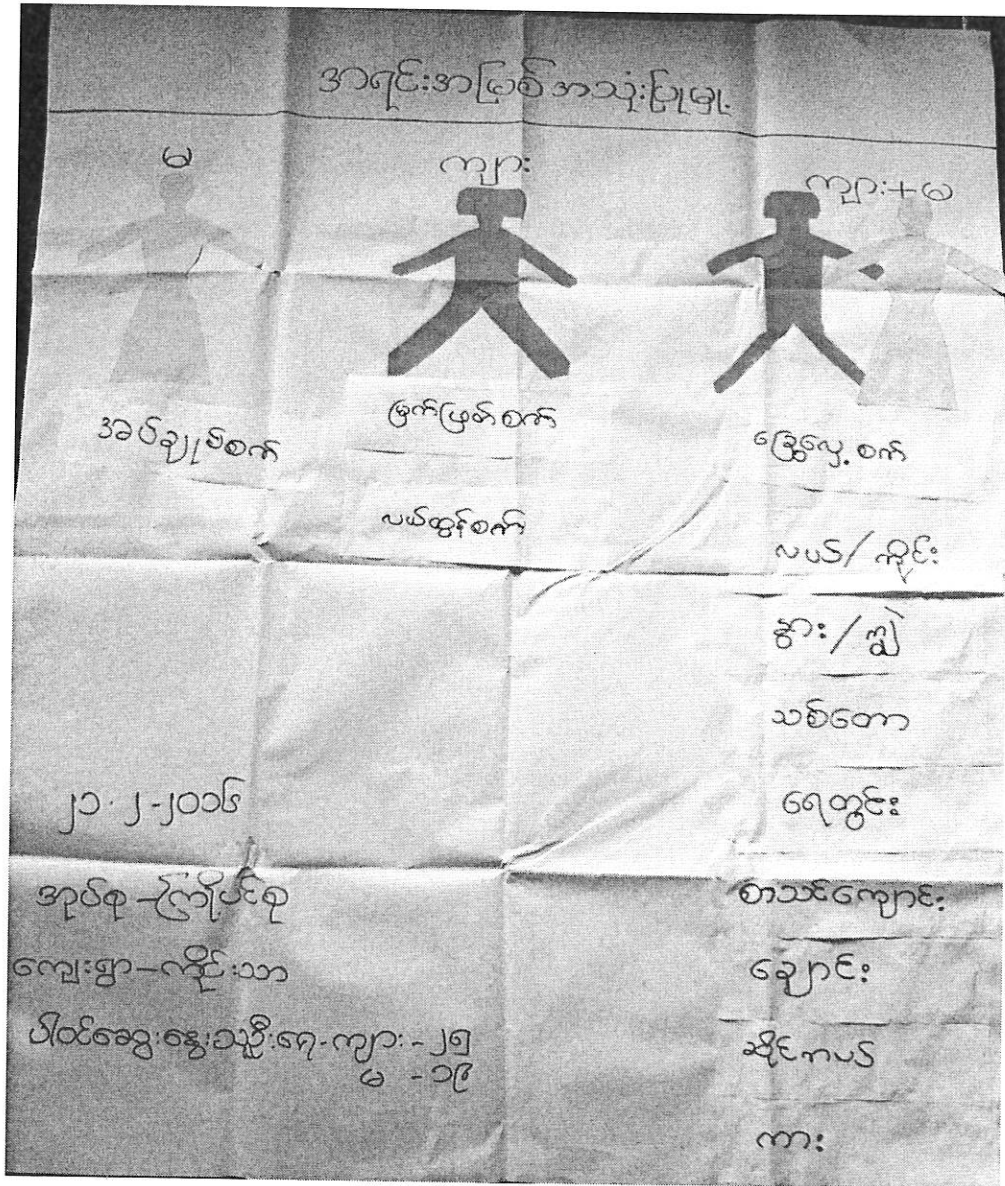 အရင်းအမြစ်အသုံးပြုမှု
မ
ကျား
ကျား+မ
အပ်ချုပ်စက်
မြက်ဖြတ်စက်
လယ်ထွန်စက်
ခြွေလှေ့စက်
လယ်/ကိုင်း
နွား/ကျွဲ
သစ်တော
ရေတွင်း
စာသင်ကျောင်း
ချောင်း
ဆိုင်ကယ်
ကား
၂၁-၂-၂၀၁၆
အုပ်စု-ကြို့ပင်စု
ကျေးရွာ-ကိုင်းသာ
ပါဝင်ဆွေးနွေးသူဦးရေ-ကျား-၂၅
မ-၁၉